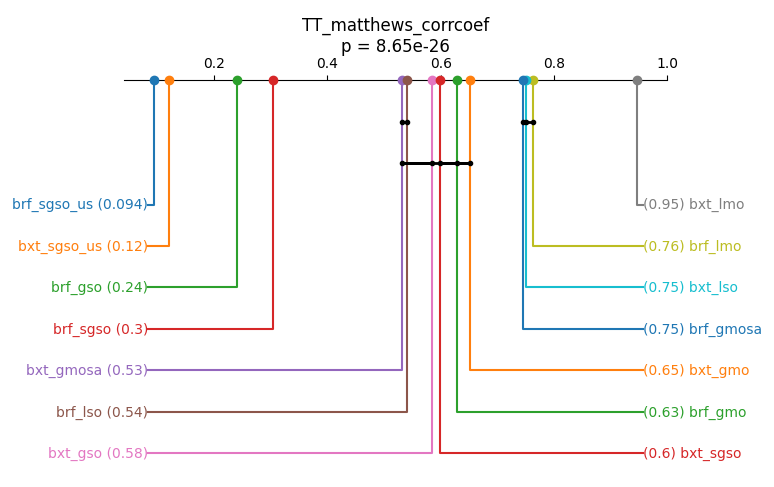 TT_matthews_corrcoef
p = 8.65e-26
0.2 0.4 0.6 0.8 1.0
brf_sgso_us (0.094) (0.95) bxt_lmo
bxt_sgso_us (0.12) (0.76) brf_lmo
brf_gso (0.24) (0.75) bxt_lso
brf_sgso (0.3) (0.75) brf_gmosa
bxt_gmosa (0.53) (0.65) bxt_gmo
brf_lso (0.54) (0.63) brf_gmo
bxt_gso (0.58) (0.6) bxt_sgso